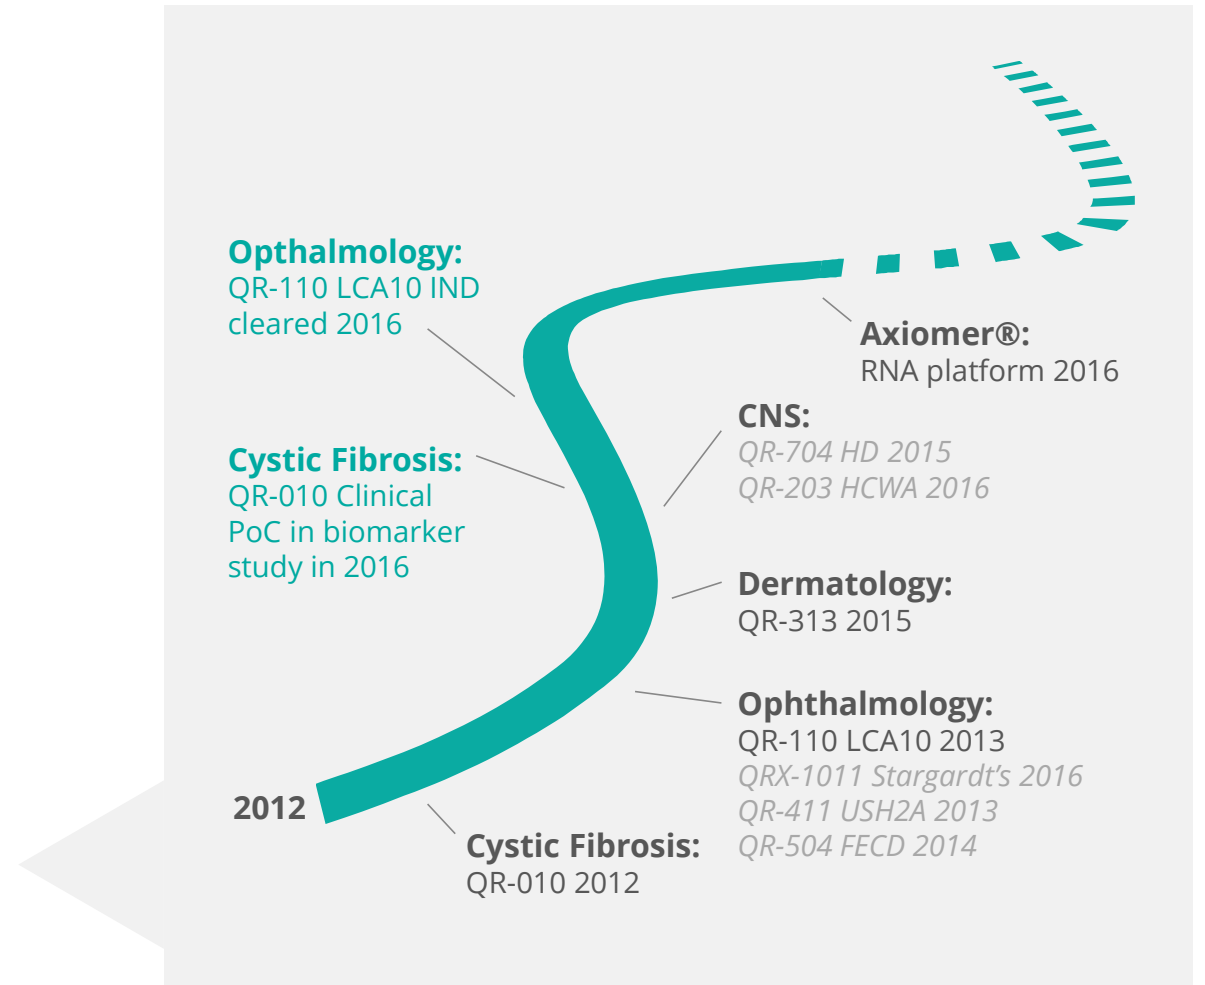 Opthalmology:
QR-110 LCA10 IND
cleared 2016
Axiomer®:
RNA platform 2016
CNS:
QR-704 HD 2015
QR-203 HCWA 2016
Cystic Fibrosis:
QR-010 Clinical
PoC in biomarker
study in 2016
Dermatology:
QR-313 2015
Ophthalmology:
QR-110 LCA10 2013
QRX-1011 Stargardt’s 2016
QR-411 USH2A 2013
QR-504 FECD 2014
2012
Cystic Fibrosis:
QR-010 2012